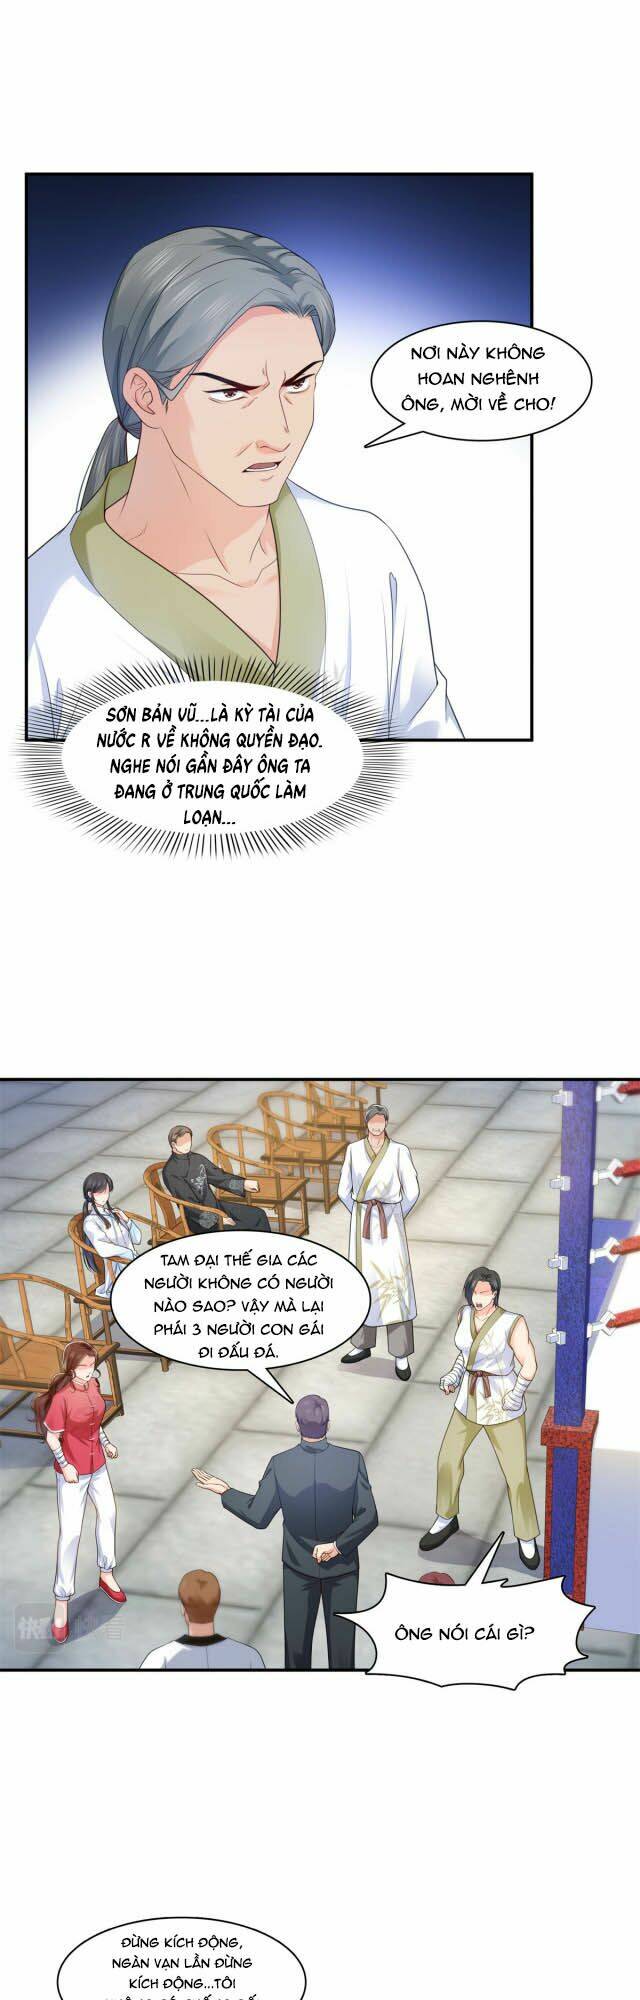 NƠI NÀY KHÔNG
HOAN NGHÊNH
ÔNG, MỜI VỀ CHO!
SƠN BẢN VŨ...LÀ KỲ TÀI CỦA
NƯỚC R VỀ KHÔNG QUYỀN ĐẠO.
NGHE NÓI GẦN ĐÂY ÔNG TA
ĐANG Ở TRUNG QUỐC LÀM
LOẠN...
TAM ĐẠI THẾ GIA CÁC
NGƯỜI KHÔNG CÓ NGƯỜI
NÀO SAO? VẬY MÀ LẠI
PHÁI 3 NGƯỜI CON GÁI
ĐI ĐẤU ĐÁ.
ÔNG NÓI CÁI GÌ?
快看
ĐỪNG KÍCH ĐỘNG,
NGÀN VẠN LẦN ĐỪNG
KÍCH ĐỘNG...TÔI